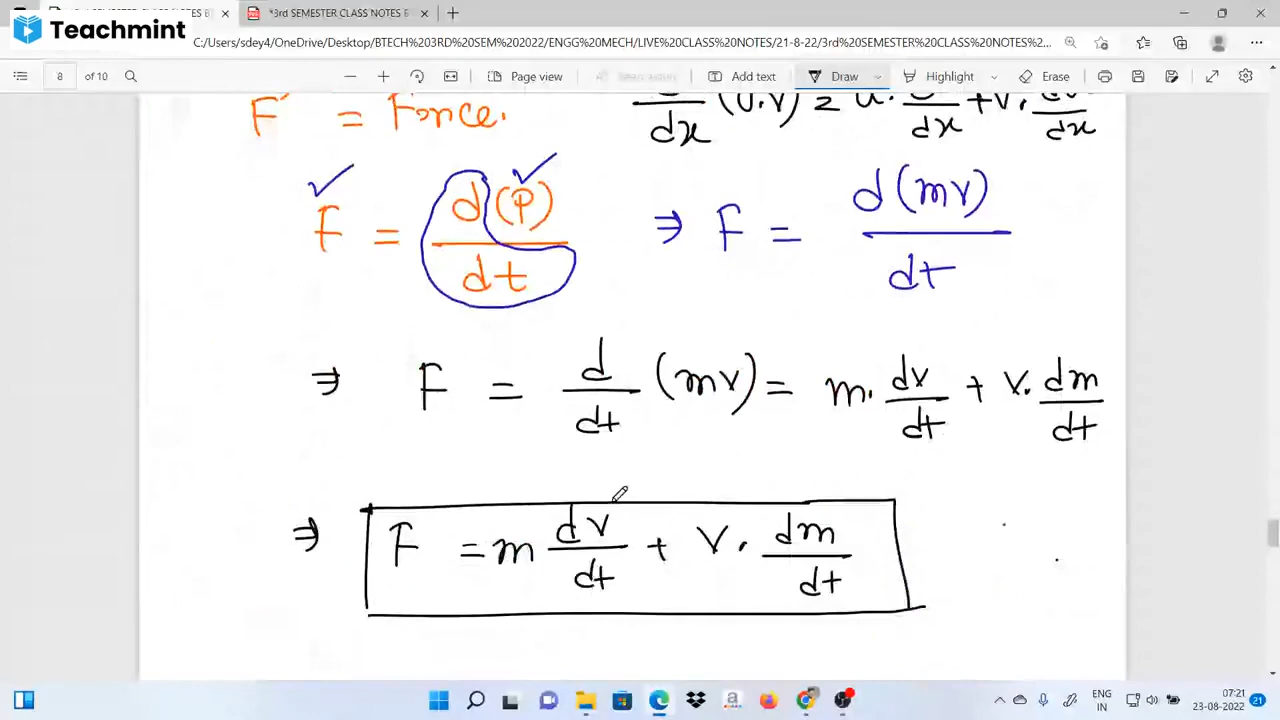 *3rd SEMESTER CLASS NOTES B
Teachmint
C:/Users/sdey4/OneDrive/Desktop/BTECH%203RD%20SEM%202022/ENGG%20MECH/LIVE%20CLASS%20NOTES/21-8-22/3rd%20SEMESTER%20CLASS%20NOTES%...
8 of 10 Page view Add text Draw Highlight Erase
F = Force.
dx (U.V) = u. dx + v. dx
F = d(P)/dt ⇒ F = d(mv)/dt
⇒ F = d/dt (mv) = m. dv/dt + v. dm/dt
⇒ F = m dv/dt + v. dm/dt
ENG
IN
07:21
23-08-2022
21